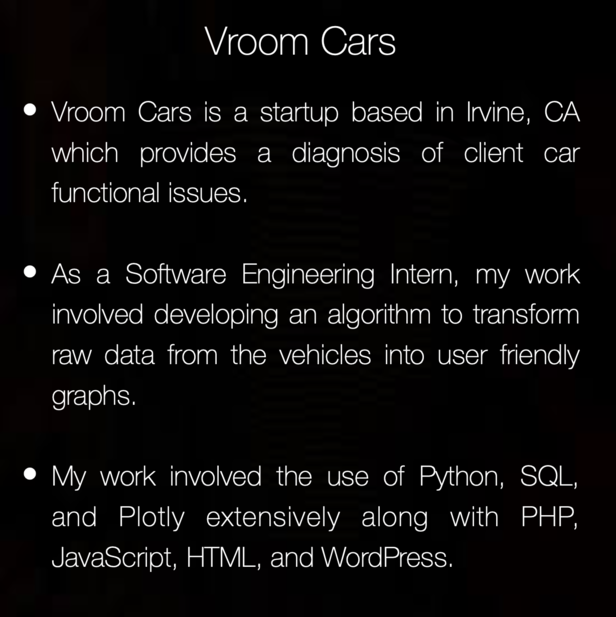 Vroom Cars
• Vroom Cars is a startup based in Irvine, CA
which provides a diagnosis of client car
functional issues.
• As a Software Engineering Intern, my work
involved developing an algorithm to transform
raw data from the vehicles into user friendly
graphs.
• My work involved the use of Python, SQL,
and Plotly extensively along with PHP,
JavaScript, HTML, and WordPress.